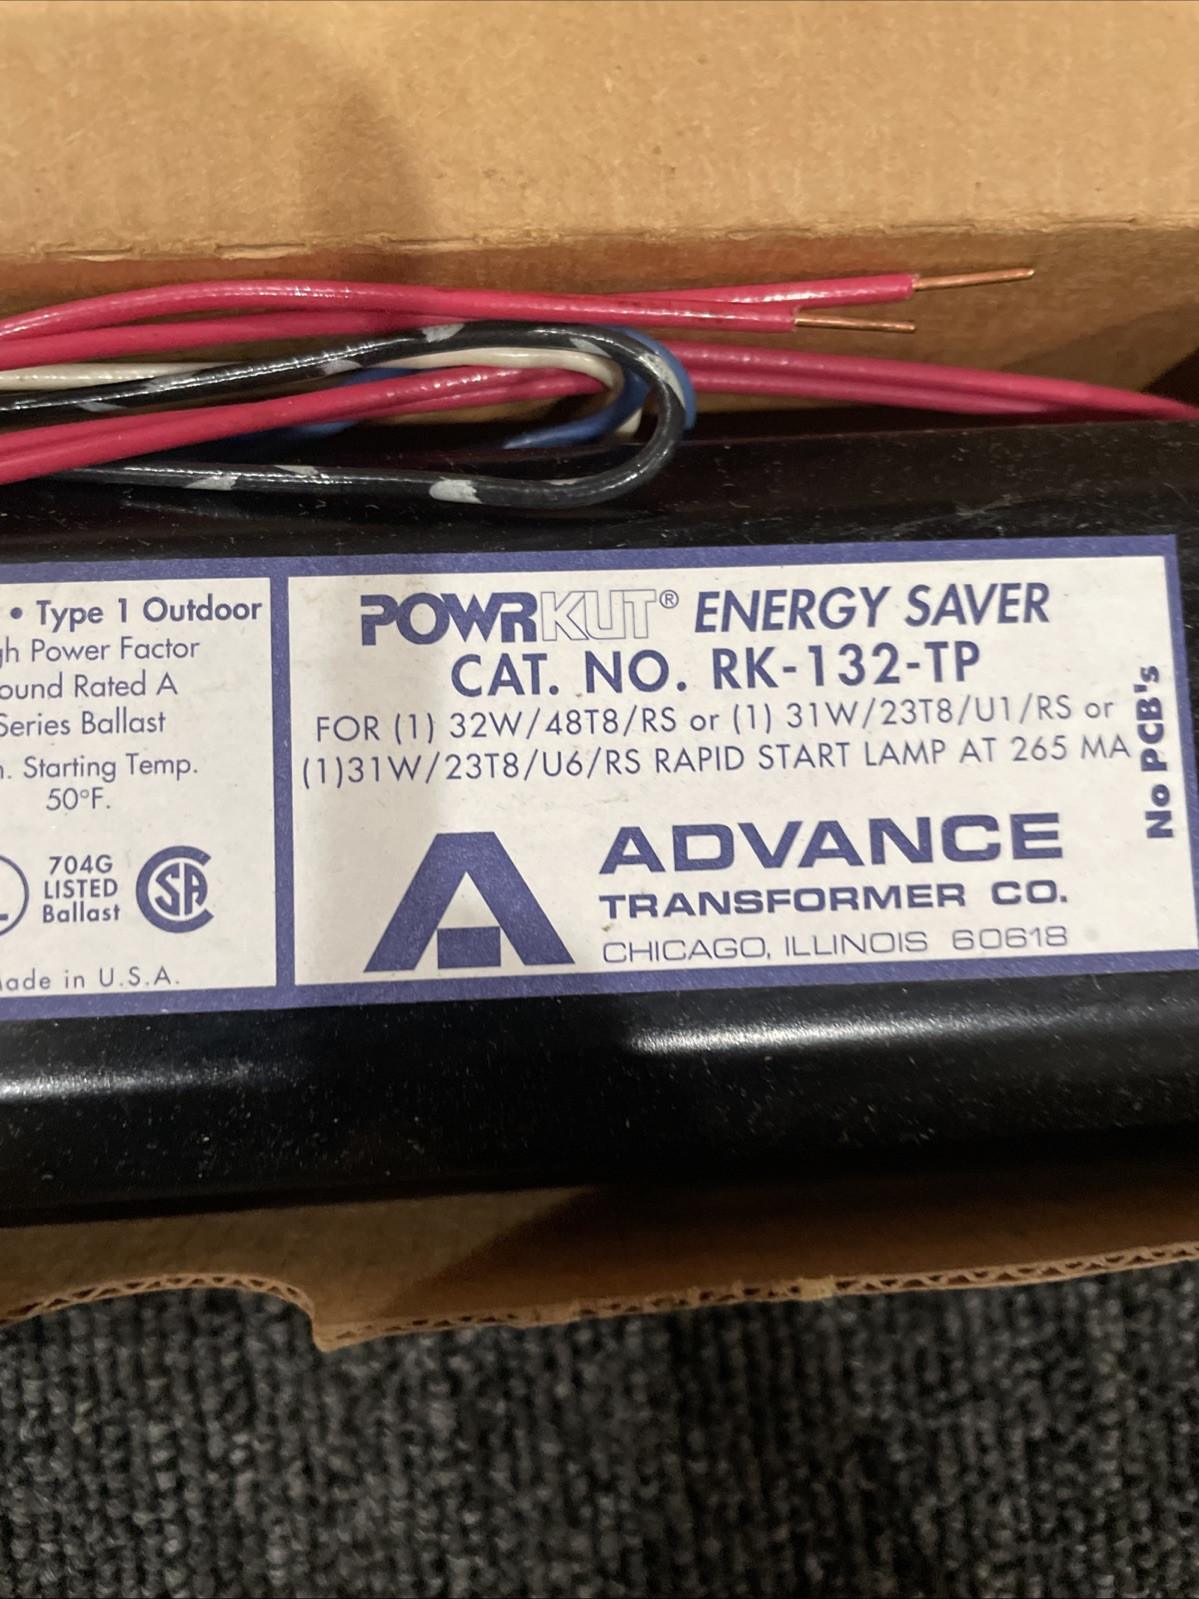 • Type 1 Outdoor
gh Power Factor
ound Rated A
Series Ballast
. Starting Temp.
50°F.
704G
LISTED
Ballast
SA
ade in U.S.A.
POWRKUT® ENERGY SAVER
CAT. NO. RK-132-TP
FOR (1) 32W/48T8/RS or (1) 31W/23T8/U1/RS or
(1)31W/23T8/U6/RS RAPID START LAMP AT 265 MA
No PCB's
ADVANCE
TRANSFORMER CO.
CHICAGO, ILLINOIS 60618